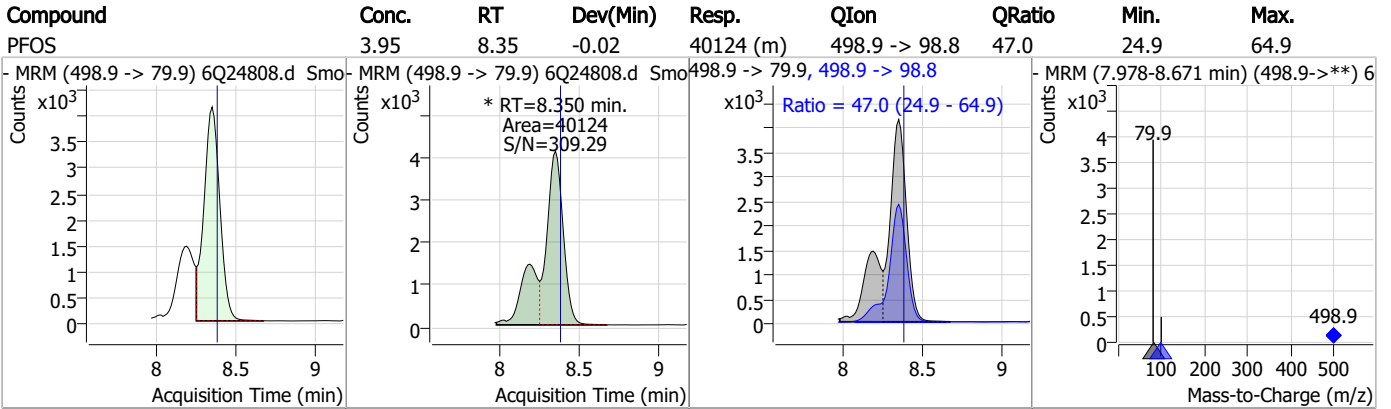 Compound Conc. RT Dev(Min) Resp. QIon QRatio Min. Max.
PFOS 3.95 8.35 -0.02 40124 (m) 498.9 -> 98.8 47.0 24.9 64.9
- MRM (498.9 -> 79.9) 6Q24808.d Smo
Counts
x10³
3.5
3
2.5
2
1.5
1
0.5
0
8 8.5 9
Acquisition Time (min)
- MRM (498.9 -> 79.9) 6Q24808.d Smo
Counts
x10³
* RT=8.350 min.
Area=40124
S/N=309.29
4
2
0
8 8.5 9
Acquisition Time (min)
498.9 -> 79.9, 498.9 -> 98.8
Counts
x10³
Ratio = 47.0 (24.9 - 64.9)
3.5
3
2.5
2
1.5
1
0.5
0
8 8.5 9
Acquisition Time (min)
- MRM (7.978-8.671 min) (498.9->**) 6
Counts
x10³
79.9
4
3.5
3
2.5
2
1.5
1
0.5
0
498.9
100 200 300 400 500
Mass-to-Charge (m/z)